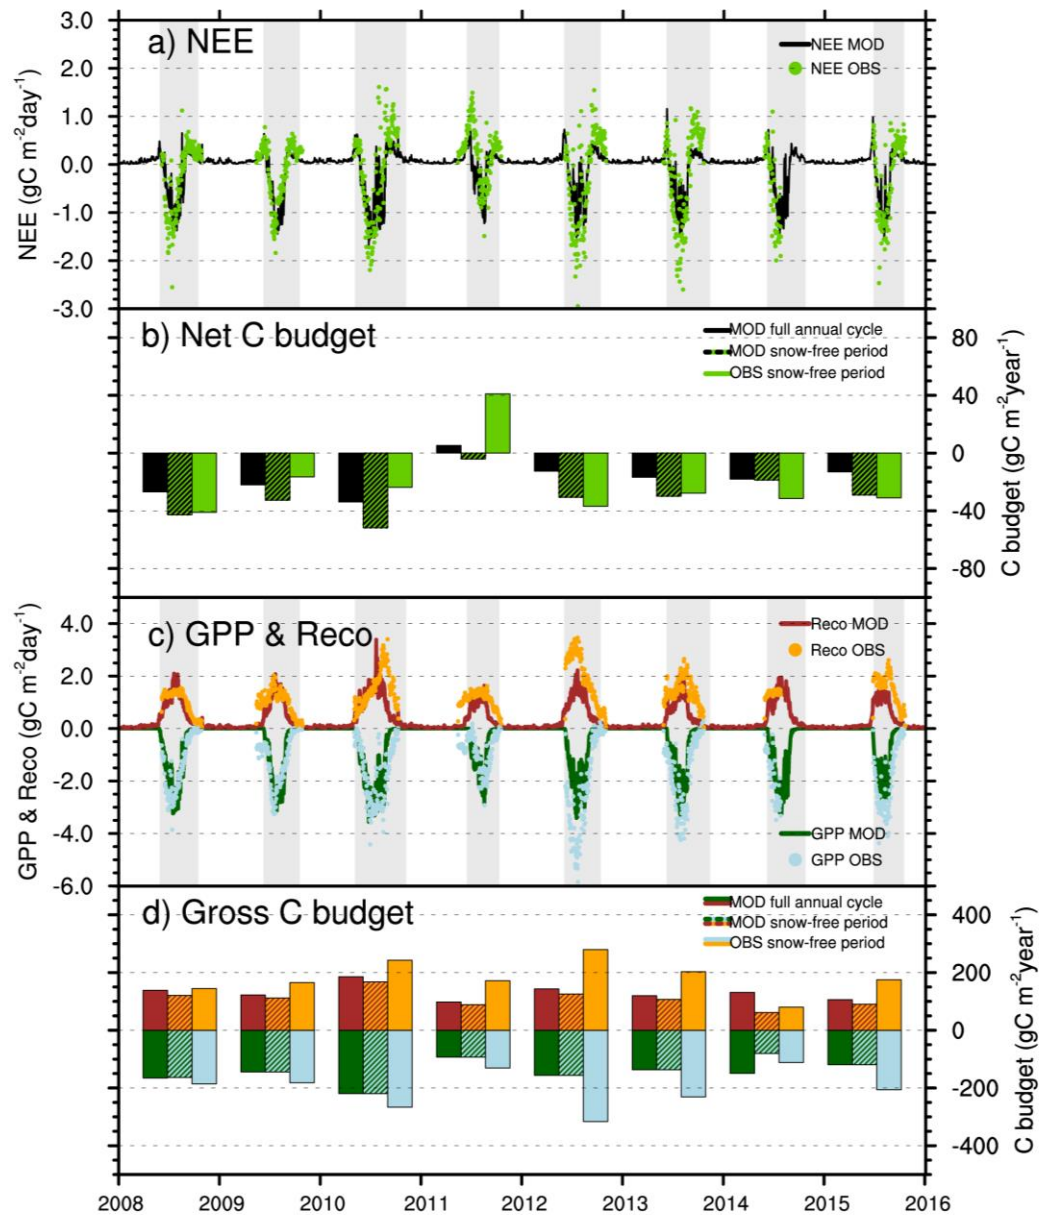 3.0
a) NEE
NEE MOD
2.0
NEE OBS
1.0
0.0
-1.0
-2.0
-3.0
NEE (gC m-2day-1)
b) Net C budget
MOD full annual cycle
80
MOD snow-free period
OBS snow-free period
40
0
-40
-80
C budget (gC m-2year-1)
4.0
c) GPP & Reco
Reco MOD
Reco OBS
2.0
0.0
-2.0
-4.0
GPP MOD
GPP OBS
-6.0
GPP & Reco (gC m-2day-1)
d) Gross C budget
MOD full annual cycle
400
MOD snow-free period
OBS snow-free period
200
0
-200
-400
C budget (gC m-2year-1)
2008 2009 2010 2011 2012 2013 2014 2015 2016